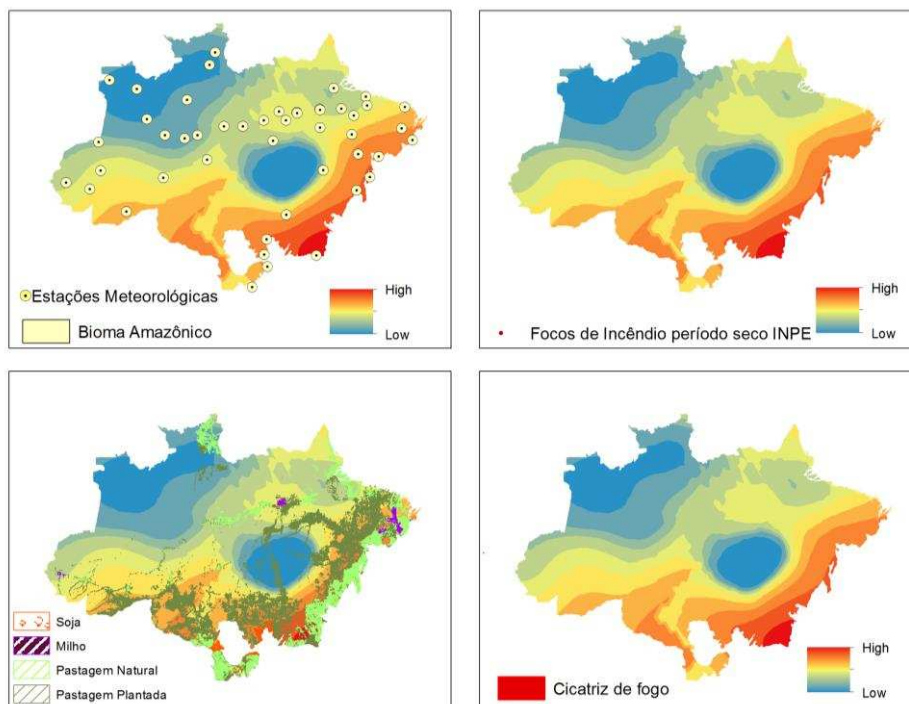 Estações Meteorológicas
Bioma Amazônico
High
Low
Focos de Incêndio período seco INPE
High
Low
Soja
Milho
Pastagem Natural
Pastagem Plantada
Cicatriz de fogo
High
Low